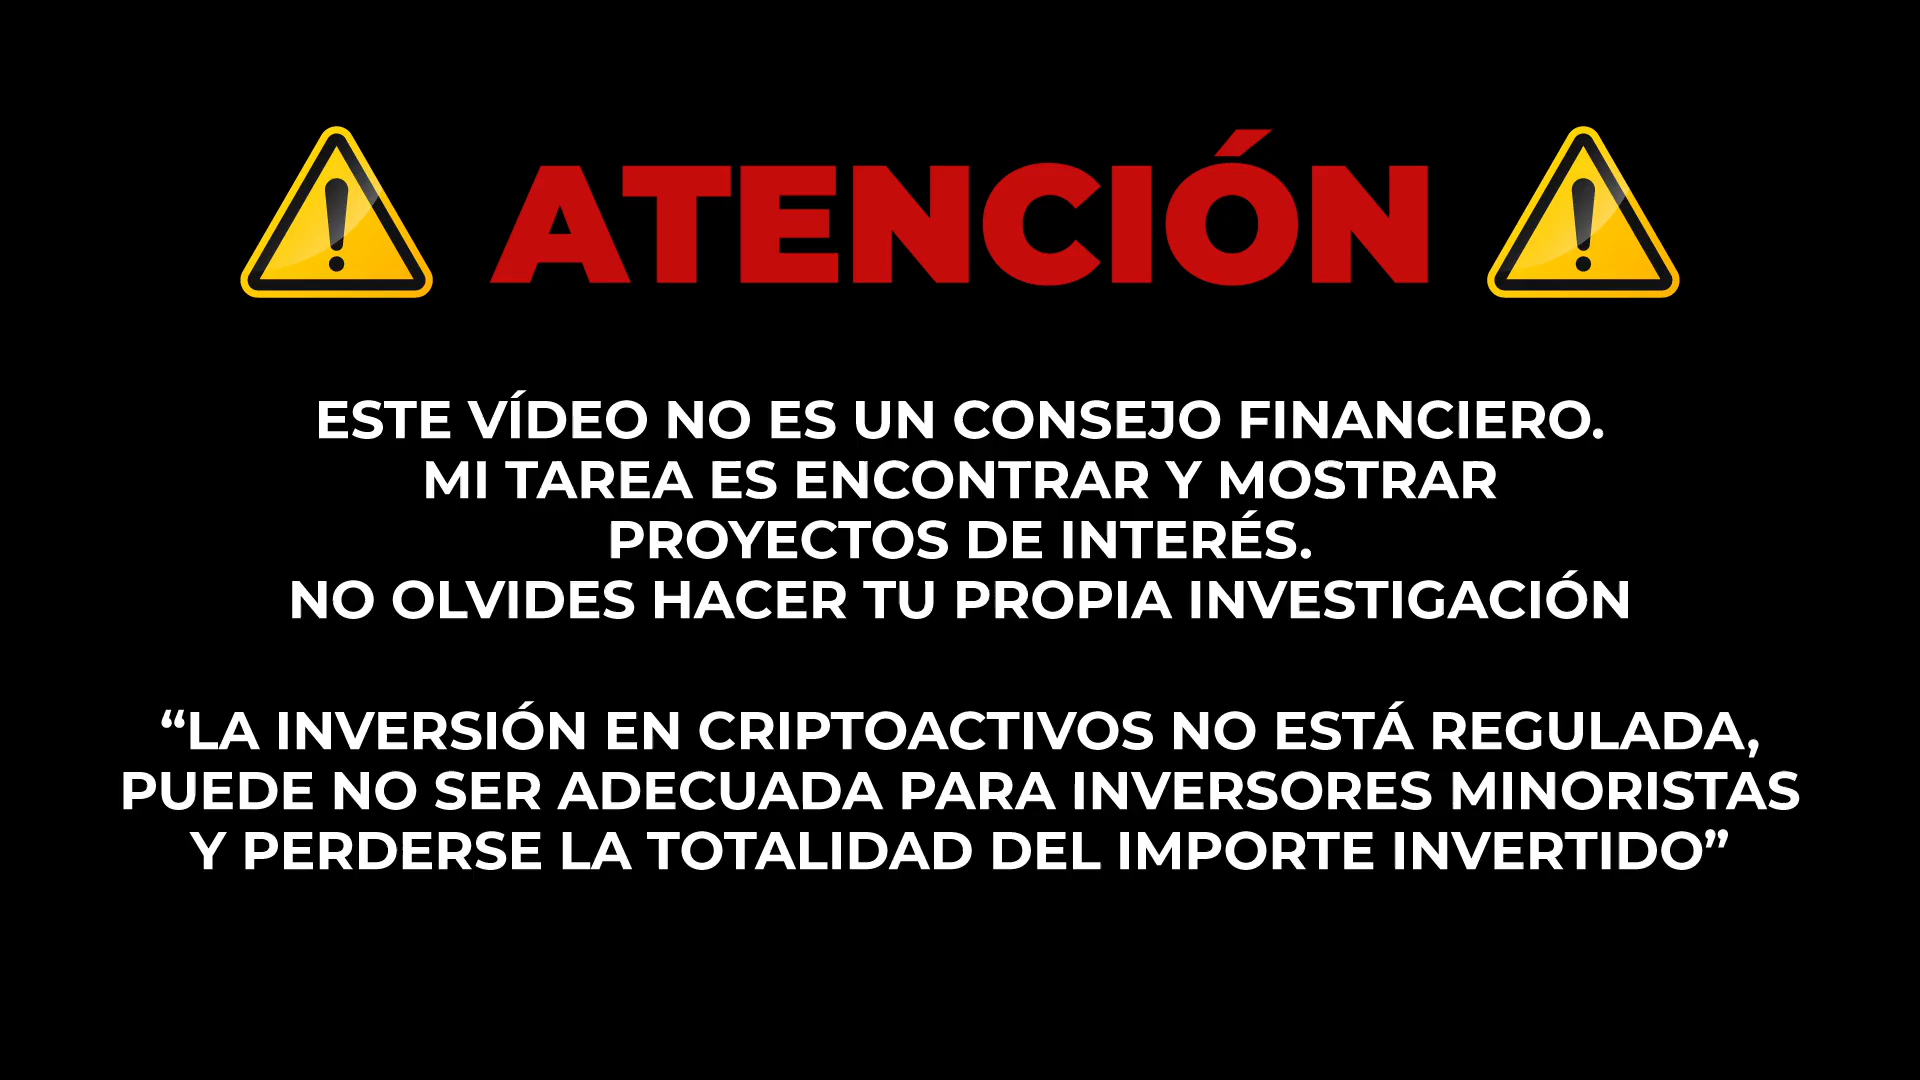 ATENCIÓN
ESTE VÍDEO NO ES UN CONSEJO FINANCIERO.
MI TAREA ES ENCONTRAR Y MOSTRAR
PROYECTOS DE INTERÉS.
NO OLVIDES HACER TU PROPIA INVESTIGACIÓN
“LA INVERSIÓN EN CRIPTOACTIVOS NO ESTÁ REGULADA,
PUEDE NO SER ADECUADA PARA INVERSORES MINORISTAS
Y PERDERSE LA TOTALIDAD DEL IMPORTE INVERTIDO”